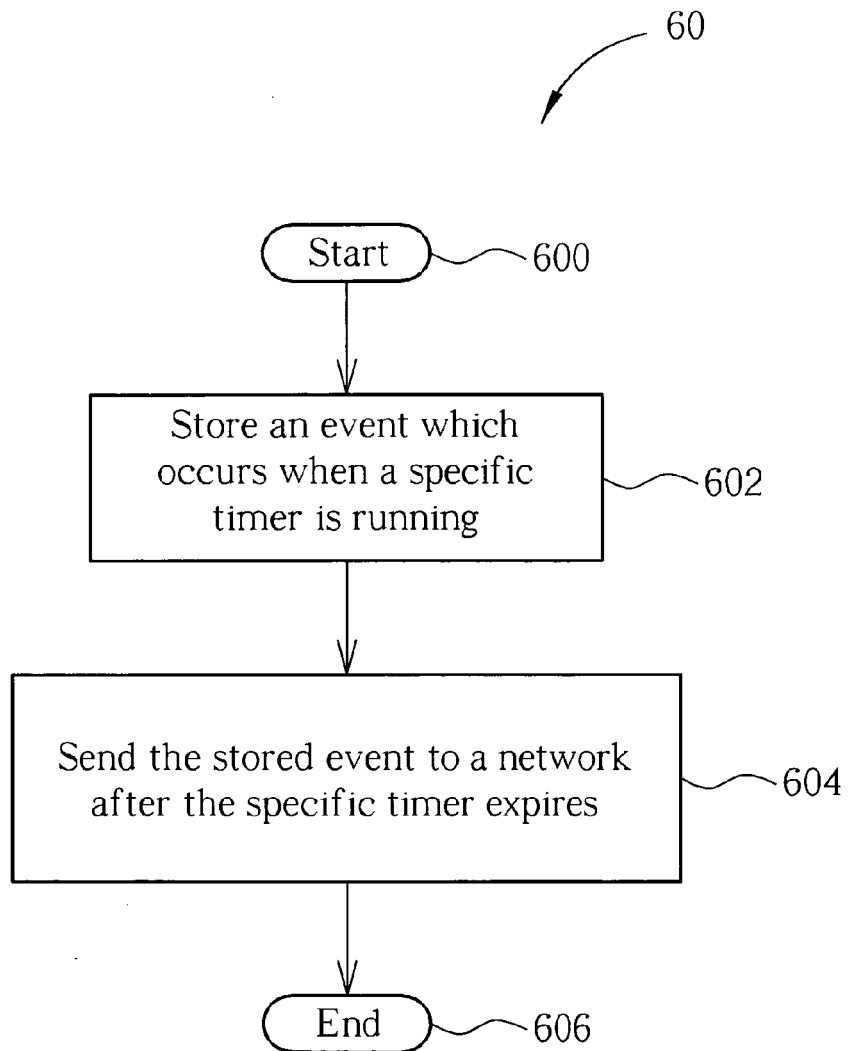 60
Start
600
Store an event which
occurs when a specific
timer is running
602
Send the stored event to a network
after the specific timer expires
604
End
606